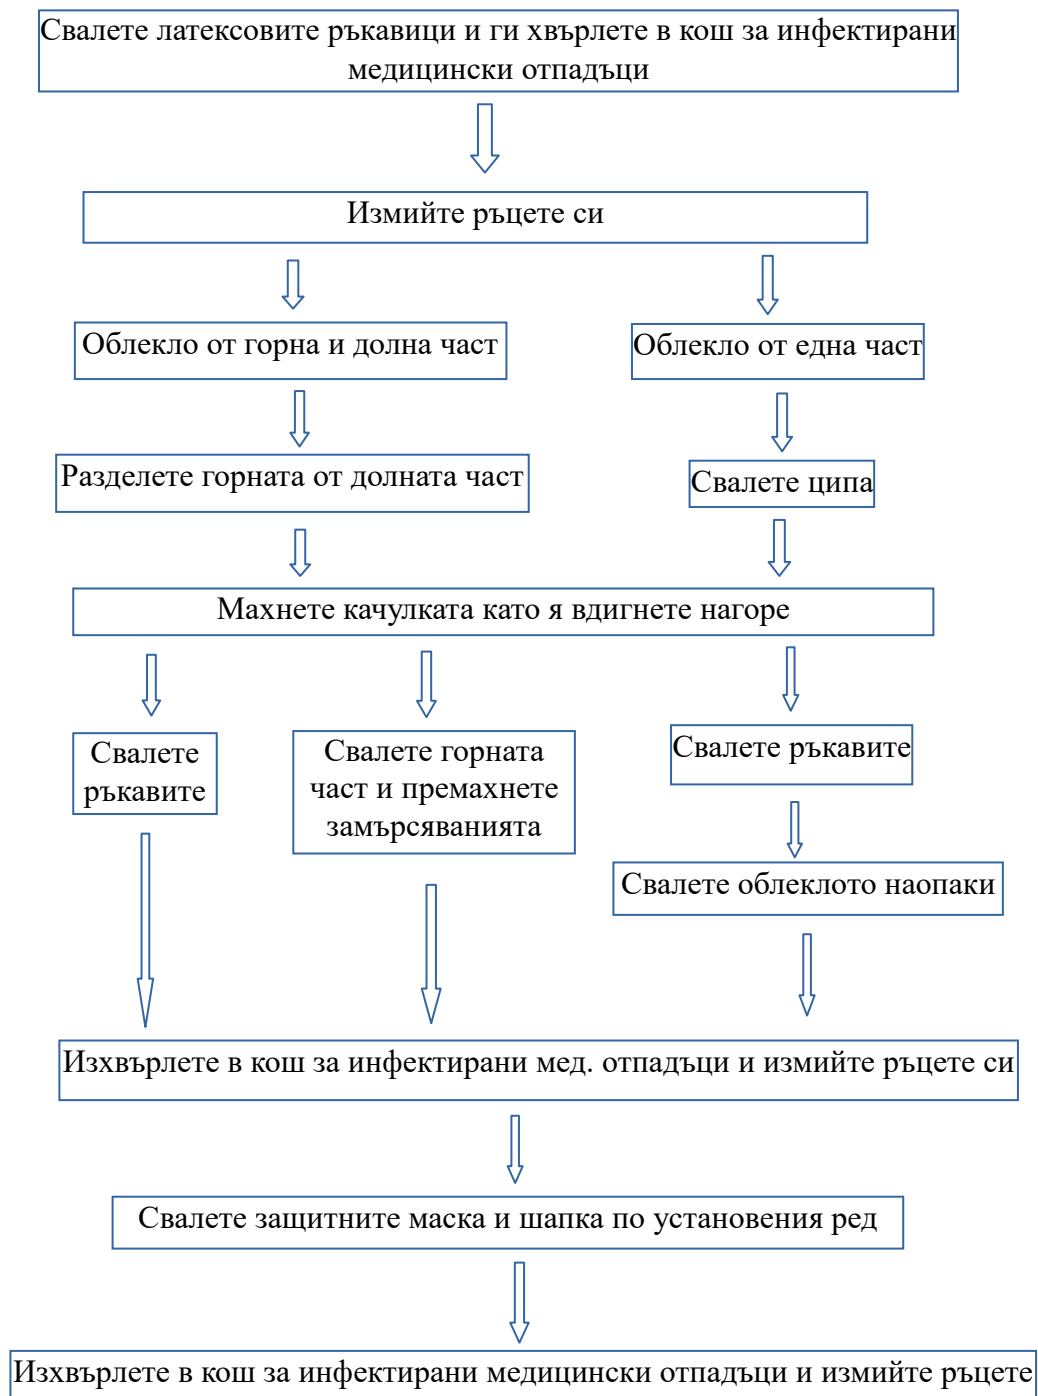 Свалете латексовите ръкавици и ги хвърлете в кош за инфектирани
медицински отпадъци
Измийте ръцете си
Облекло от горна и долна част
Облекло от една част
Разделете горната от долната част
Свалете ципа
Махнете качулката като я вдигнете нагоре
Свалете
ръкавите
Свалете горната
част и премахнете
замърсяванията
Свалете ръкавите
Свалете облеклото наопаки
Изхвърлете в кош за инфектирани мед. отпадъци и измийте ръцете си
Свалете защитните маска и шапка по установения ред
Изхвърлете в кош за инфектирани медицински отпадъци и измийте ръцете